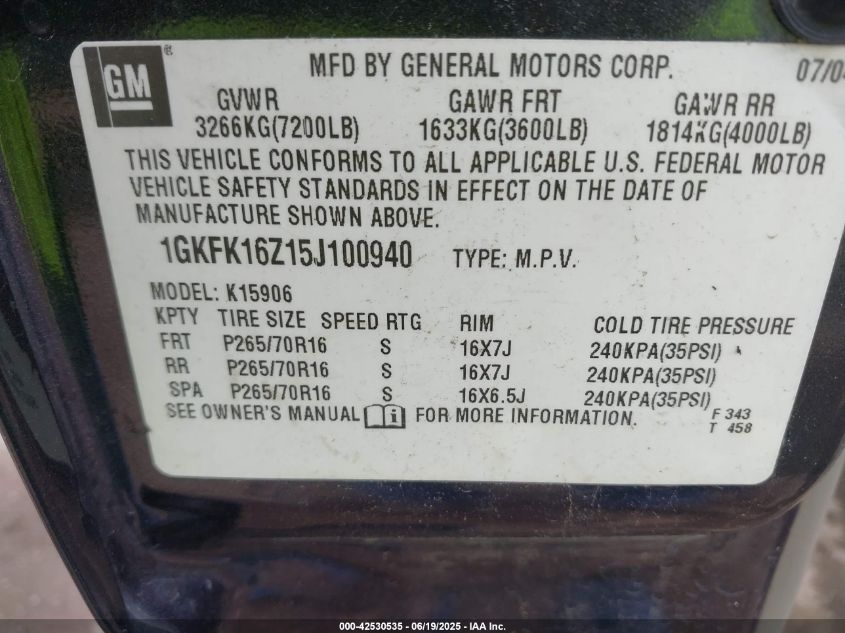 GM ®
MFD BY GENERAL MOTORS CORP. 07/04
GVWR GAWR FRT GAWR RR
3266KG(7200LB) 1633KG(3600LB) 1814KG(4000LB)
THIS VEHICLE CONFORMS TO ALL APPLICABLE U.S. FEDERAL MOTOR
VEHICLE SAFETY STANDARDS IN EFFECT ON THE DATE OF
MANUFACTURE SHOWN ABOVE.
1GKFK16Z15J100940 TYPE: M.P.V.
MODEL: K15906
KPTY TIRE SIZE SPEED RTG RIM COLD TIRE PRESSURE
FRT P265/70R16 S 16X7J 240KPA(35PSI)
RR P265/70R16 S 16X7J 240KPA(35PSI)
SPA P265/70R16 S 16X6.5J 240KPA(35PSI)
SEE OWNER'S MANUAL i FOR MORE INFORMATION. F 343
T 458
000-42530535 - 06/19/2025 - IAA Inc.